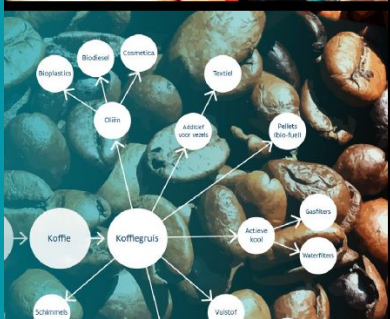 Cosmetica
Biodiesel
Bioplastics
Textiel
Oliën
Additief
voor vezels
Pellets
(bio-fuel)
Gasfilters
Koffie
Koffiegruis
Actieve
kool
Waterfilters
Schimmels
Vulstof